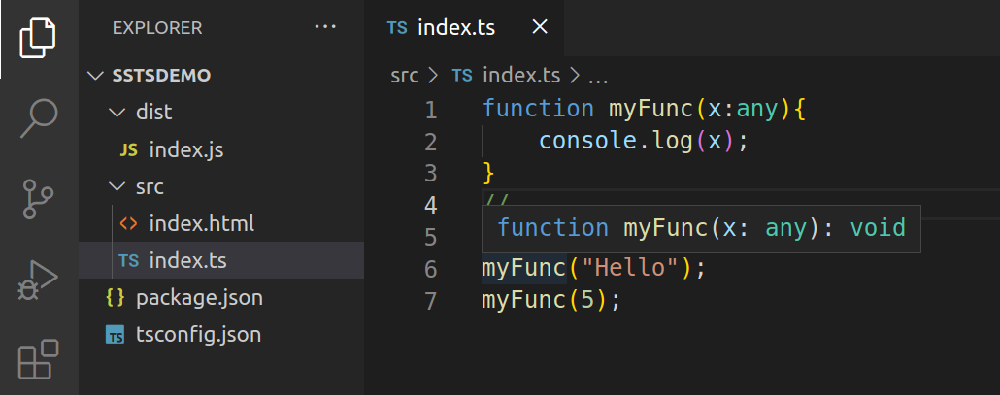 EXPLORER ...
SSTSDEMO
dist
JS index.js
src
<> index.html
TS index.ts
{} package.json
TS tsconfig.json
TS index.ts ×
src > TS index.ts > ...
1 function myFunc(x:any){
2 console.log(x);
3 }
4 //
function myFunc(x: any): void
5
6 myFunc("Hello");
7 myFunc(5);